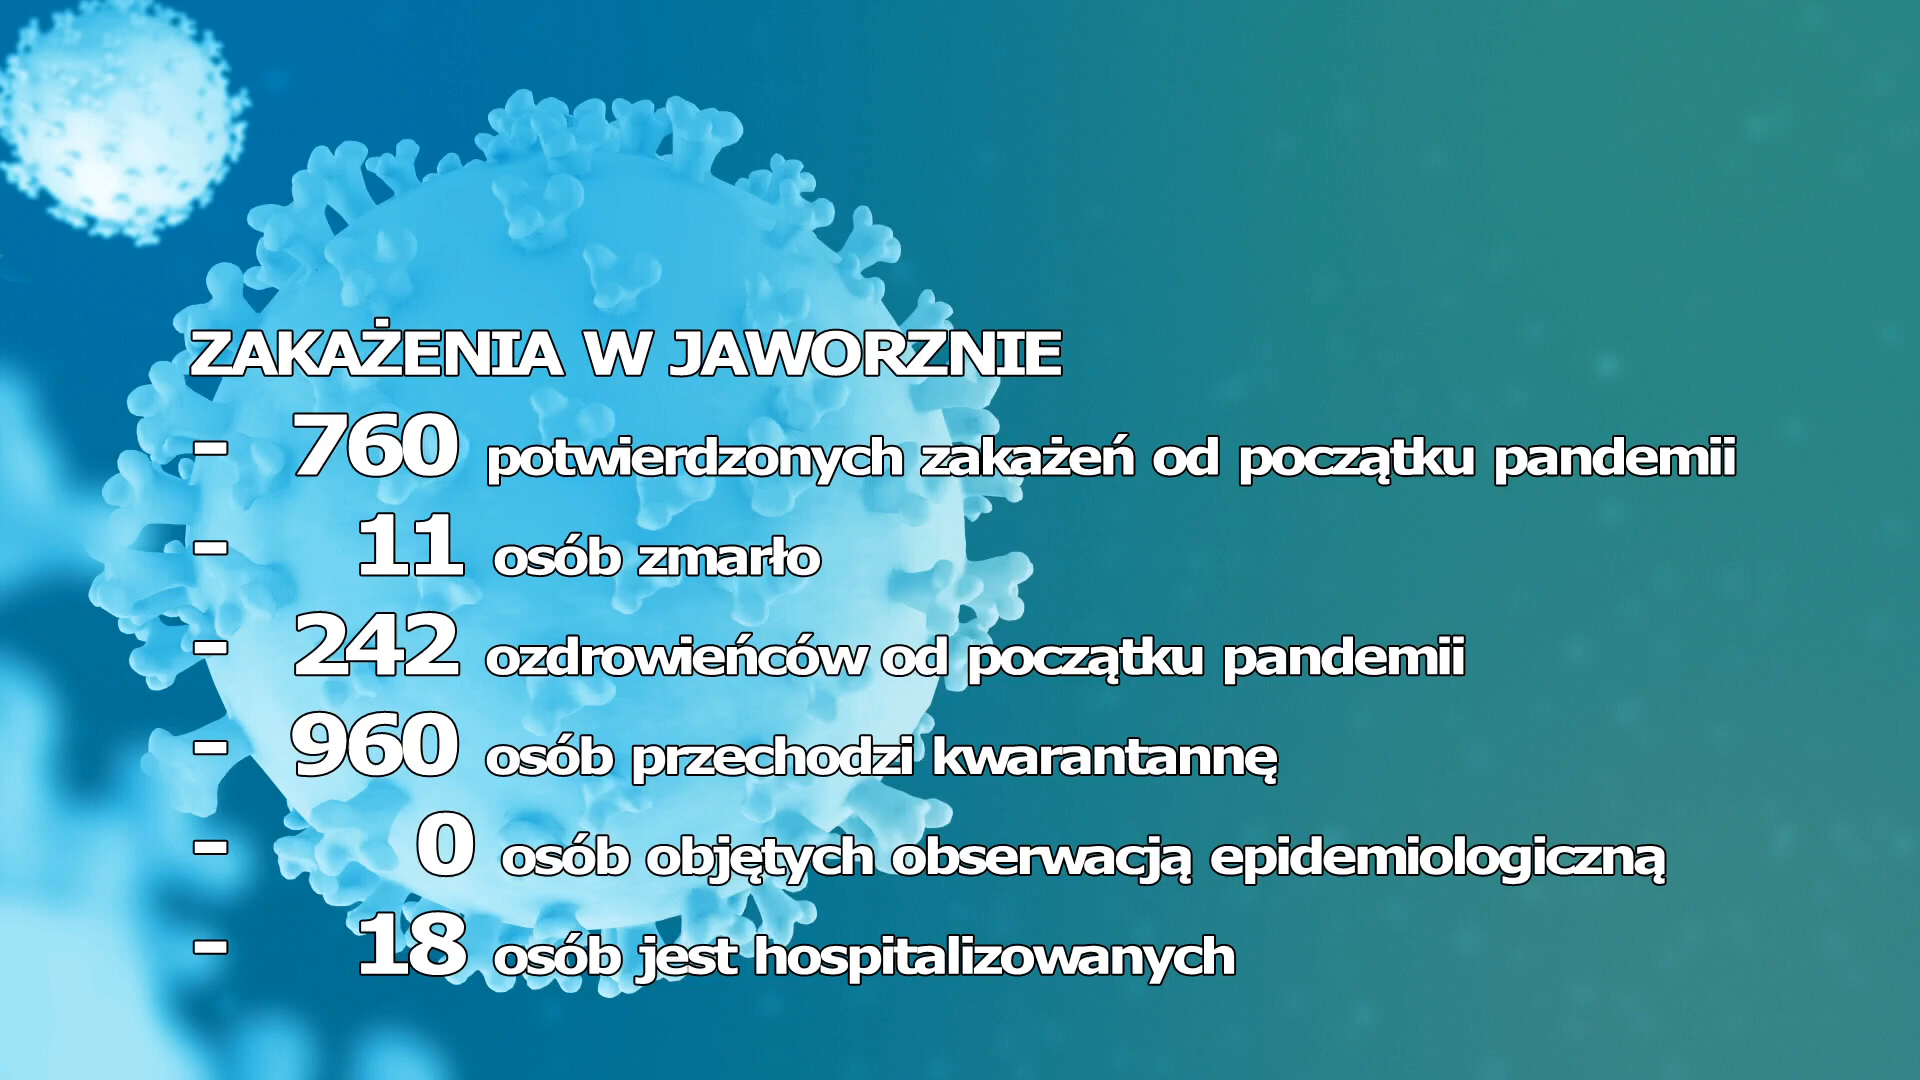 ZAKAŻENIA W JAWORZNIE
- 760 potwierdzonych zakażeń od początku pandemii
- 11 osób zmarło
- 242 ozdrowieńców od początku pandemii
- 960 osób przechodzi kwarantannę
- 0 osób objętych obserwacją epidemiologiczną
- 18 osób jest hospitalizowanych